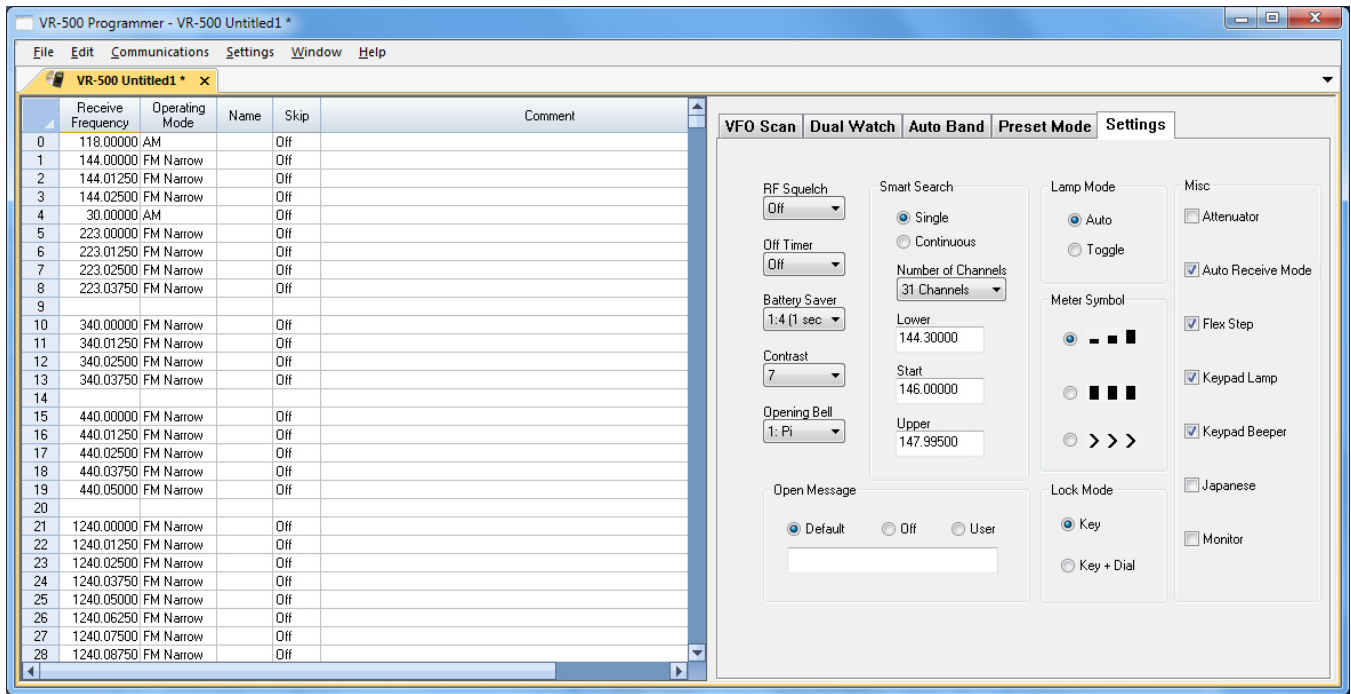 VR-500 Programmer - VR-500 Untitled1 *
File Edit Communications Settings Window Help
VR-500 Untitled1 * x
Receive Frequency Operating Mode Name Skip Comment
0 118.00000 AM Off
1 144.00000 FM Narrow Off
2 144.01250 FM Narrow Off
3 144.02500 FM Narrow Off
4 30.00000 AM Off
5 223.00000 FM Narrow Off
6 223.01250 FM Narrow Off
7 223.02500 FM Narrow Off
8 223.03750 FM Narrow Off
9
10 340.00000 FM Narrow Off
11 340.01250 FM Narrow Off
12 340.02500 FM Narrow Off
13 340.03750 FM Narrow Off
14
15 440.00000 FM Narrow Off
16 440.01250 FM Narrow Off
17 440.02500 FM Narrow Off
18 440.03750 FM Narrow Off
19 440.05000 FM Narrow Off
20
21 1240.00000 FM Narrow Off
22 1240.01250 FM Narrow Off
23 1240.02500 FM Narrow Off
24 1240.03750 FM Narrow Off
25 1240.05000 FM Narrow Off
26 1240.06250 FM Narrow Off
27 1240.07500 FM Narrow Off
28 1240.08750 FM Narrow Off
VFO Scan Dual Watch Auto Band Preset Mode Settings
RF Squelch
Off
Off Timer
Off
Battery Saver
1:4 (1 sec
Contrast
7
Opening Bell
1: Pi
Smart Search
Single
Continuous
Number of Channels
31 Channels
Lower
144.30000
Start
146.00000
Upper
147.99500
Lamp Mode
Auto
Toggle
Meter Symbol
Misc
Attenuator
Auto Receive Mode
Flex Step
Keypad Lamp
Keypad Beeper
Japanese
Monitor
Open Message
Default Off User
Lock Mode
Key
Key + Dial